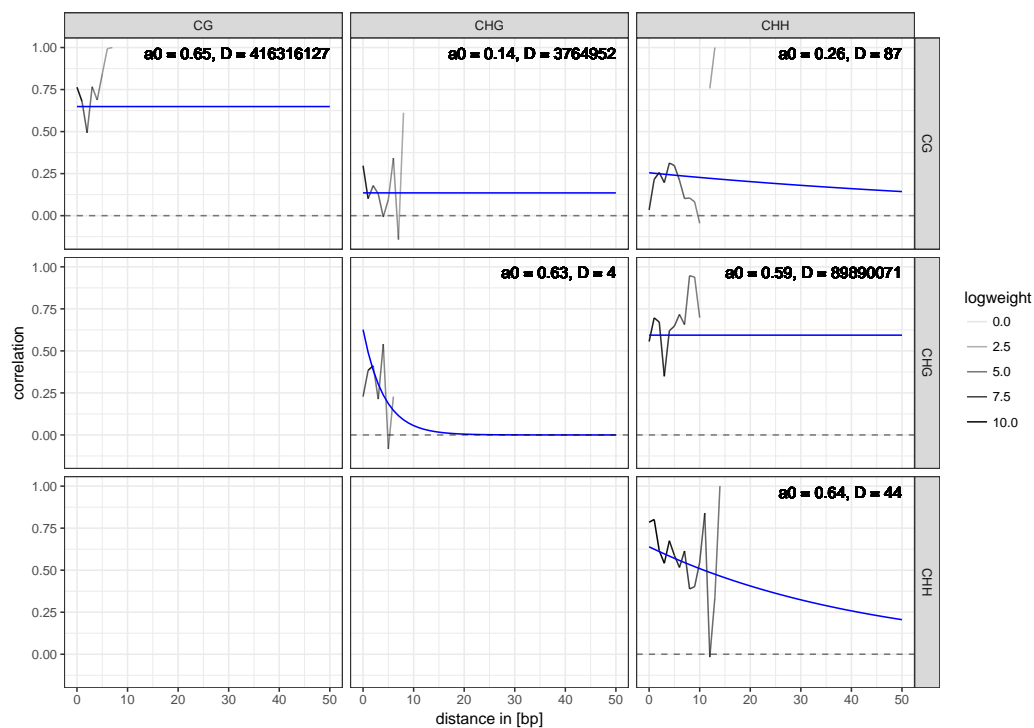 CG CHG CHH
1.00 a0 = 0.65, D = 416316127 a0 = 0.14, D = 3764952 a0 = 0.26, D = 87
0.75
0.50
0.25
0.00
CG
1.00 a0 = 0.63, D = 4 a0 = 0.59, D = 89890071
0.75
0.50
0.25
0.00
CHG
correlation
1.00 a0 = 0.64, D = 44
0.75
0.50
0.25
0.00
CHH
0 10 20 30 40 50 0 10 20 30 40 50 0 10 20 30 40 50
distance in [bp]
logweight
0.0
2.5
5.0
7.5
10.0